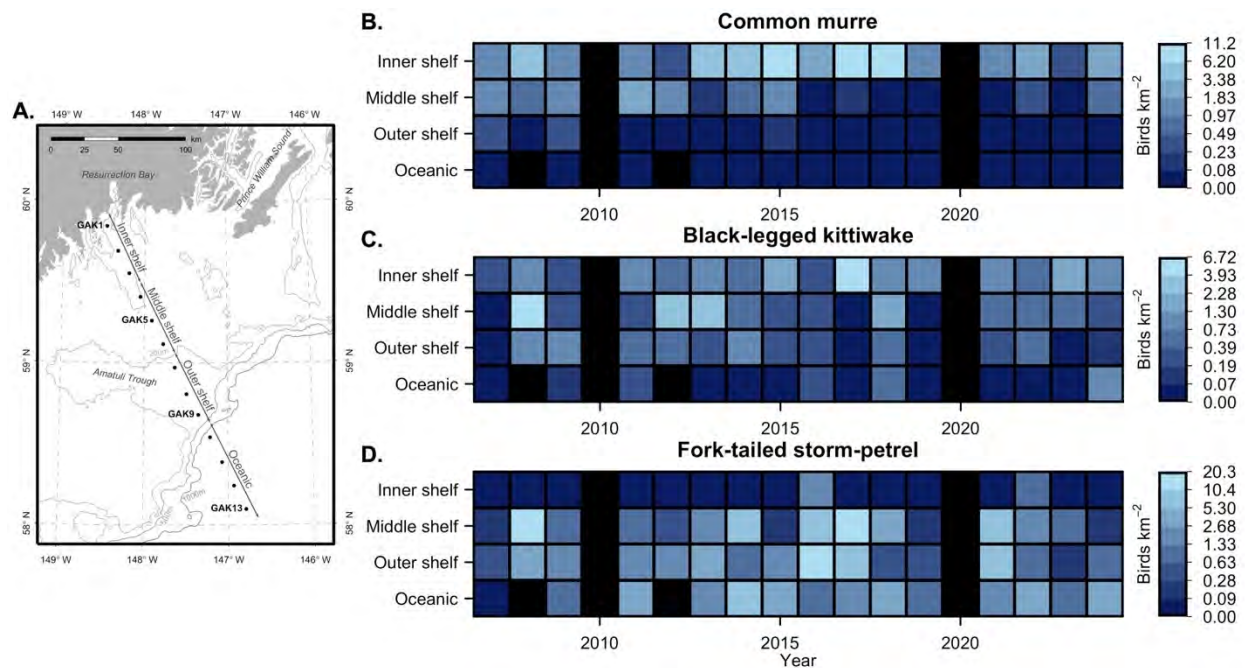 A.
149° W 148° W 147° W 146° W
0 25 50 75 100
km
Resurrection Bay
Prince William Sound
60° N 60° N
GAK1
Inner shelf
Middle shelf
GAK5
59° N 59° N
Amatuli Trough
Outer shelf
GAK9
Oceanic
1000m
GAK13
58° N 58° N
149° W 148° W 147° W 146° W
B.
Common murre
Inner shelf
Middle shelf
Outer shelf
Oceanic
2010 2015 2020
11.2
6.20
3.38
1.83
0.97
0.49
0.23
0.08
0.00
Birds km⁻²
C.
Black-legged kittiwake
Inner shelf
Middle shelf
Outer shelf
Oceanic
2010 2015 2020
6.72
3.93
2.28
1.30
0.73
0.39
0.19
0.07
0.00
Birds km⁻²
D.
Fork-tailed storm-petrel
Inner shelf
Middle shelf
Outer shelf
Oceanic
2010 2015 2020
Year
20.3
10.4
5.30
2.68
1.33
0.63
0.28
0.09
0.00
Birds km⁻²